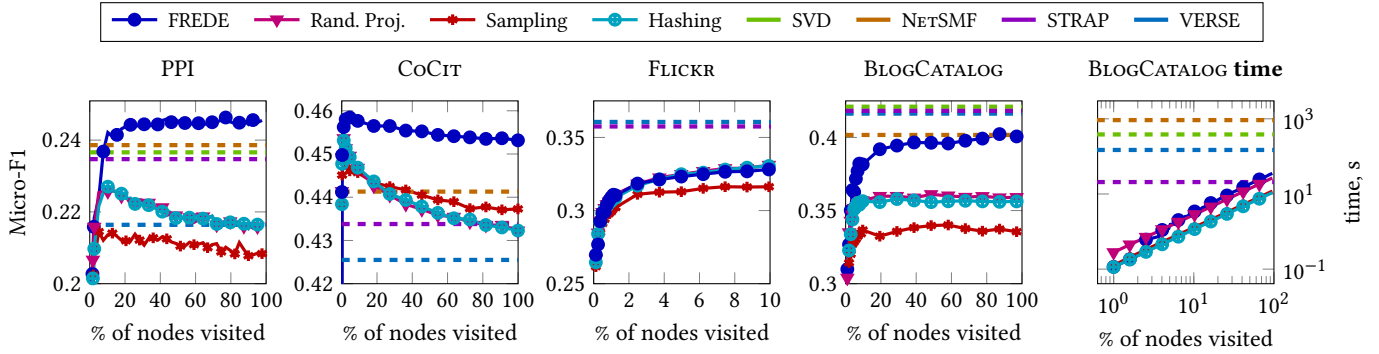 FREDE Rand. Proj. Sampling Hashing SVD NetSMF STRAP VERSE
PPI CoCit Flickr BlogCatalog BlogCatalog time
Micro-F1
0.24
0.22
0.2
0 20 40 60 80 100
% of nodes visited
0.46
0.45
0.44
0.43
0.42
0 20 40 60 80 100
% of nodes visited
0.35
0.3
0.25
0 2 4 6 8 10
% of nodes visited
0.4
0.35
0.3
0 20 40 60 80 100
% of nodes visited
10³
10¹
10⁻¹
time, s
10⁰ 10¹ 10²
% of nodes visited